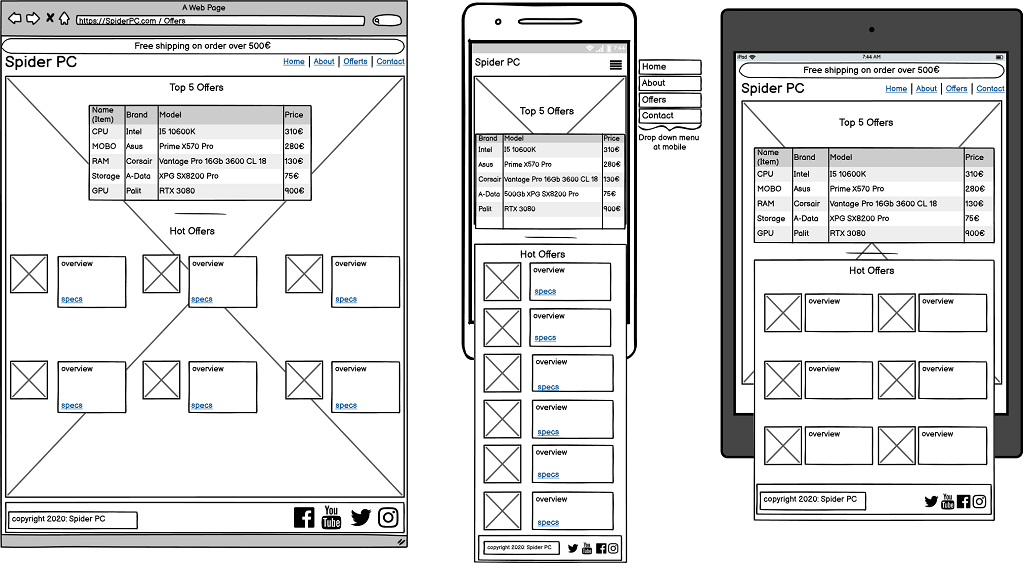 A Web Page
https://SpiderPC.com / Offers
Free shipping on order over 500€
Spider PC
Home | About | Offerts | Contact
Top 5 Offers
Name (Item) Brand Model Price
CPU Intel I5 10600K 310€
MOBO Asus Prime X570 Pro 280€
RAM Corsair Vantage Pro 16Gb 3600 CL 18 130€
Storage A-Data XPG SX8200 Pro 75€
GPU Palit RTX 3080 900€
Hot Offers
overview
specs
overview
specs
overview
specs
overview
specs
overview
specs
overview
specs
copyright 2020: Spider PC
You Tube
7:44
Spider PC
Home
About
Offers
Contact
Drop down menu
at mobile
Top 5 Offers
Brand Model Price
Intel I5 10600K 310€
Asus Prime X570 Pro 280€
Corsair Vantage Pro 16Gb 3600 CL 18 130€
A-Data 500Gb XPG SX8200 Pro 75€
Palit RTX 3080 900€
Hot Offers
overview
specs
overview
specs
overview
specs
overview
specs
overview
specs
overview
specs
copyright 2020: Spider PC
You Tube
iPod 7:44 AM
Free shipping on order over 500€
Spider PC
Home | About | Offers | Contact
Top 5 Offers
Name (Item) Brand Model Price
CPU Intel I5 10600K 310€
MOBO Asus Prime X570 Pro 280€
RAM Corsair Vantage Pro 16Gb 3600 CL 18 130€
Storage A-Data XPG SX8200 Pro 75€
GPU Palit RTX 3080 900€
Hot Offers
overview
overview
overview
overview
overview
overview
copyright 2020: Spider PC
You Tube